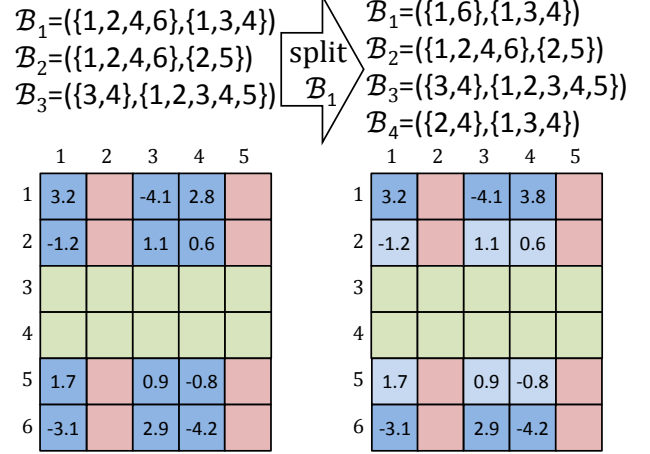 ℬ₁=({1,2,4,6},{1,3,4})
ℬ₂=({1,2,4,6},{2,5})
ℬ₃=({3,4},{1,2,3,4,5})
split
ℬ₁
ℬ₁=({1,6},{1,3,4})
ℬ₂=({1,2,4,6},{2,5})
ℬ₃=({3,4},{1,2,3,4,5})
ℬ₄=({2,4},{1,3,4})
1 2 3 4 5
1 3.2 -4.1 2.8
2 -1.2 1.1 0.6
3
4
5 1.7 0.9 -0.8
6 -3.1 2.9 -4.2
1 2 3 4 5
1 3.2 -4.1 3.8
2 -1.2 1.1 0.6
3
4
5 1.7 0.9 -0.8
6 -3.1 2.9 -4.2